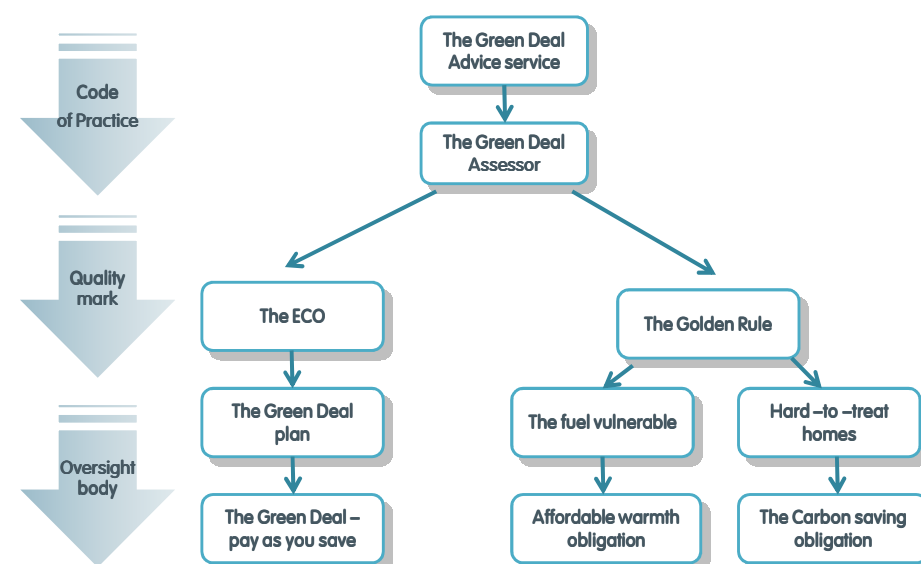 The Green Deal
Advice service
Code
of Practice
The Green Deal
Assessor
Quality
mark
The ECO
The Golden Rule
The Green Deal
plan
The fuel vulnerable
Hard –to –treat
homes
Oversight
body
The Green Deal –
pay as you save
Affordable warmth
obligation
The Carbon saving
obligation